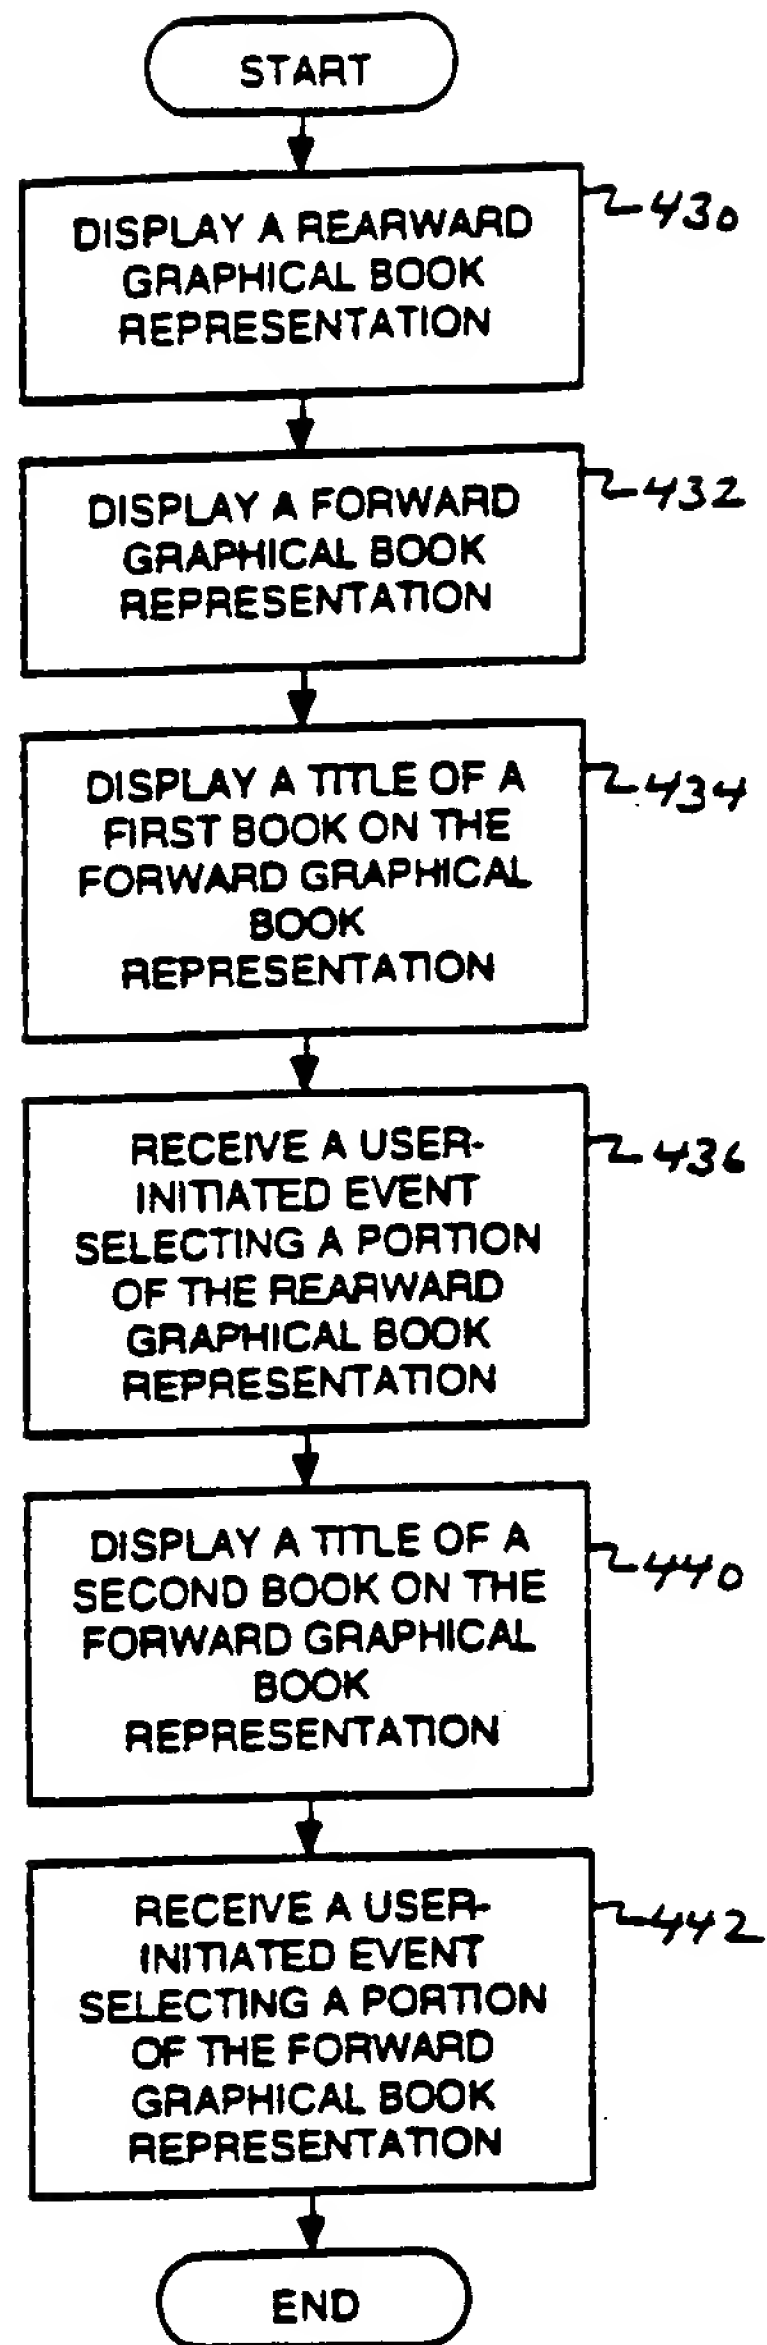 START
DISPLAY A REARWARD
430
GRAPHICAL BOOK
REPRESENTATION
DISPLAY A FORWARD
432
GRAPHICAL BOOK
REPRESENTATION
DISPLAY A TITLE OF A
434
FIRST BOOK ON THE
FORWARD GRAPHICAL
BOOK
REPRESENTATION
RECEIVE A USER-
436
INITIATED EVENT
SELECTING A PORTION
OF THE REARWARD
GRAPHICAL BOOK
REPRESENTATION
DISPLAY A TITLE OF A
440
SECOND BOOK ON THE
FORWARD GRAPHICAL
BOOK
REPRESENTATION
RECEIVE A USER-
442
INITIATED EVENT
SELECTING A PORTION
OF THE FORWARD
GRAPHICAL BOOK
REPRESENTATION
END